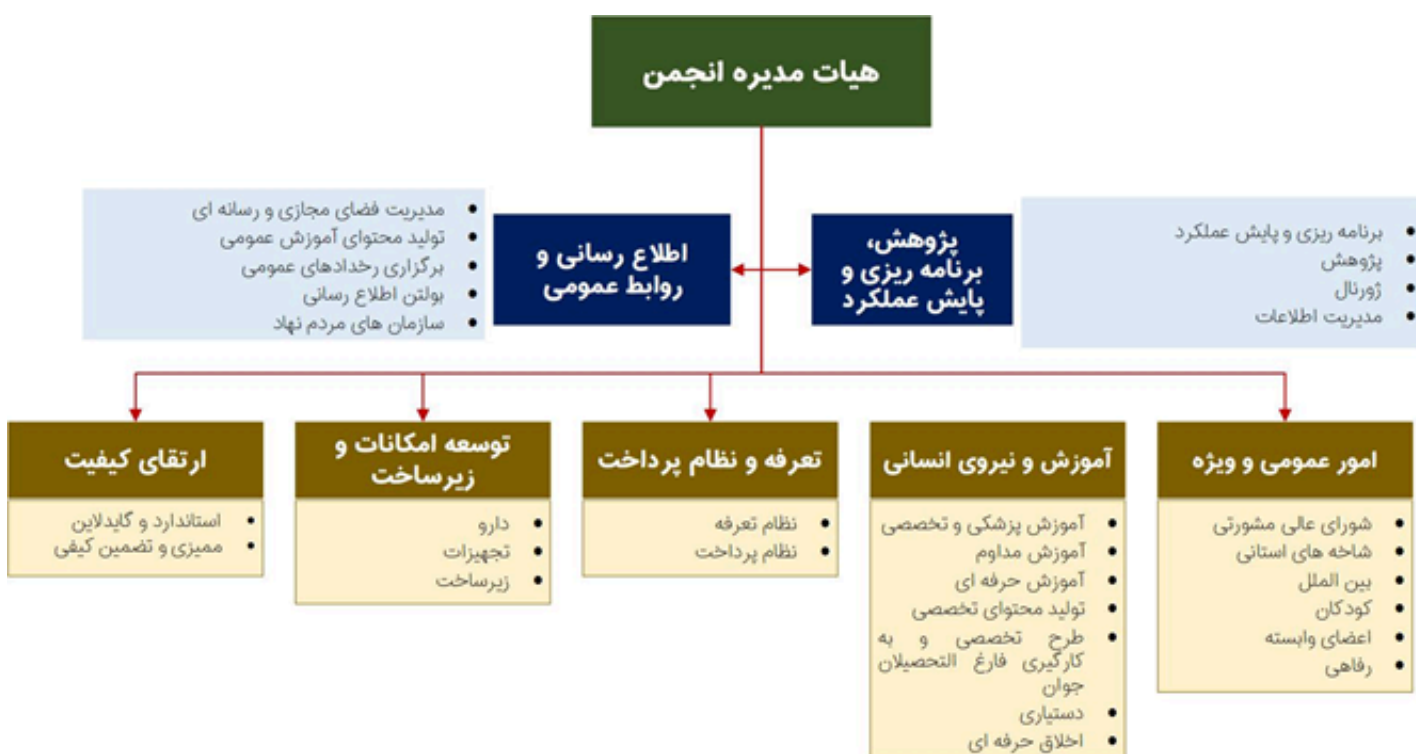 هیات مدیره انجمن
پژوهش،
برنامه ریزی و
پایش عملکرد
برنامه ریزی و پایش عملکرد
پژوهش
ژورنال
مدیریت اطلاعات
اطلاع رسانی و
روابط عمومی
مدیریت فضای مجازی و رسانه ای
تولید محتوای آموزش عمومی
برگزاری رخدادهای عمومی
بولتن اطلاع رسانی
سازمان های مردم نهاد
امور عمومی و ویژه
شورای عالی مشورتی
شاخه های استانی
بین الملل
کودکان
اعضای وابسته
رفاهی
آموزش و نیروی انسانی
آموزش پزشکی و تخصصی
آموزش مداوم
آموزش حرفه ای
تولید محتوای تخصصی
طرح تخصصی و به
کارگیری فارغ التحصیلان
جوان
دستیاری
اخلاق حرفه ای
تعرفه و نظام پرداخت
نظام تعرفه
نظام پرداخت
توسعه امکانات و
زیرساخت
دارو
تجهیزات
زیرساخت
ارتقای کیفیت
استاندارد و گایدلاین
ممیزی و تضمین کیفی